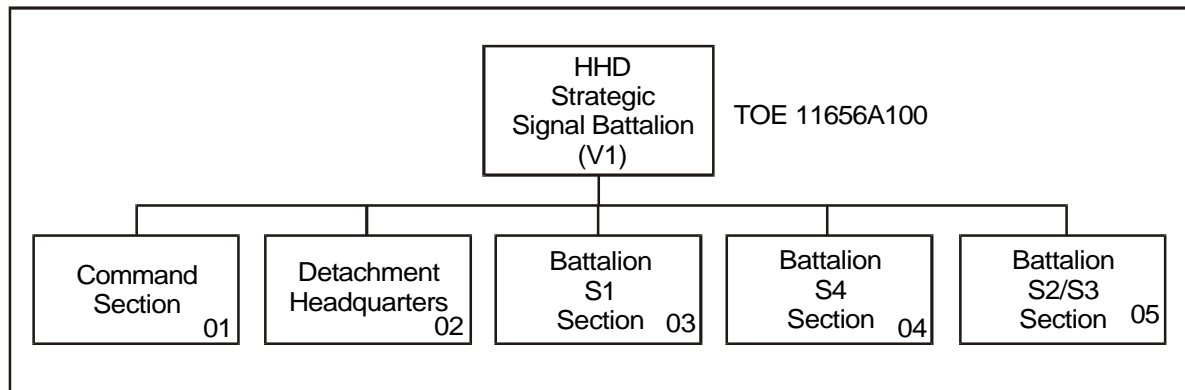 HHD
Strategic
Signal Battalion
(V1)
TOE 11656A100
Command
Section
01
Detachment
Headquarters
02
Battalion
S1
Section
03
Battalion
S4
Section
04
Battalion
S2/S3
Section
05